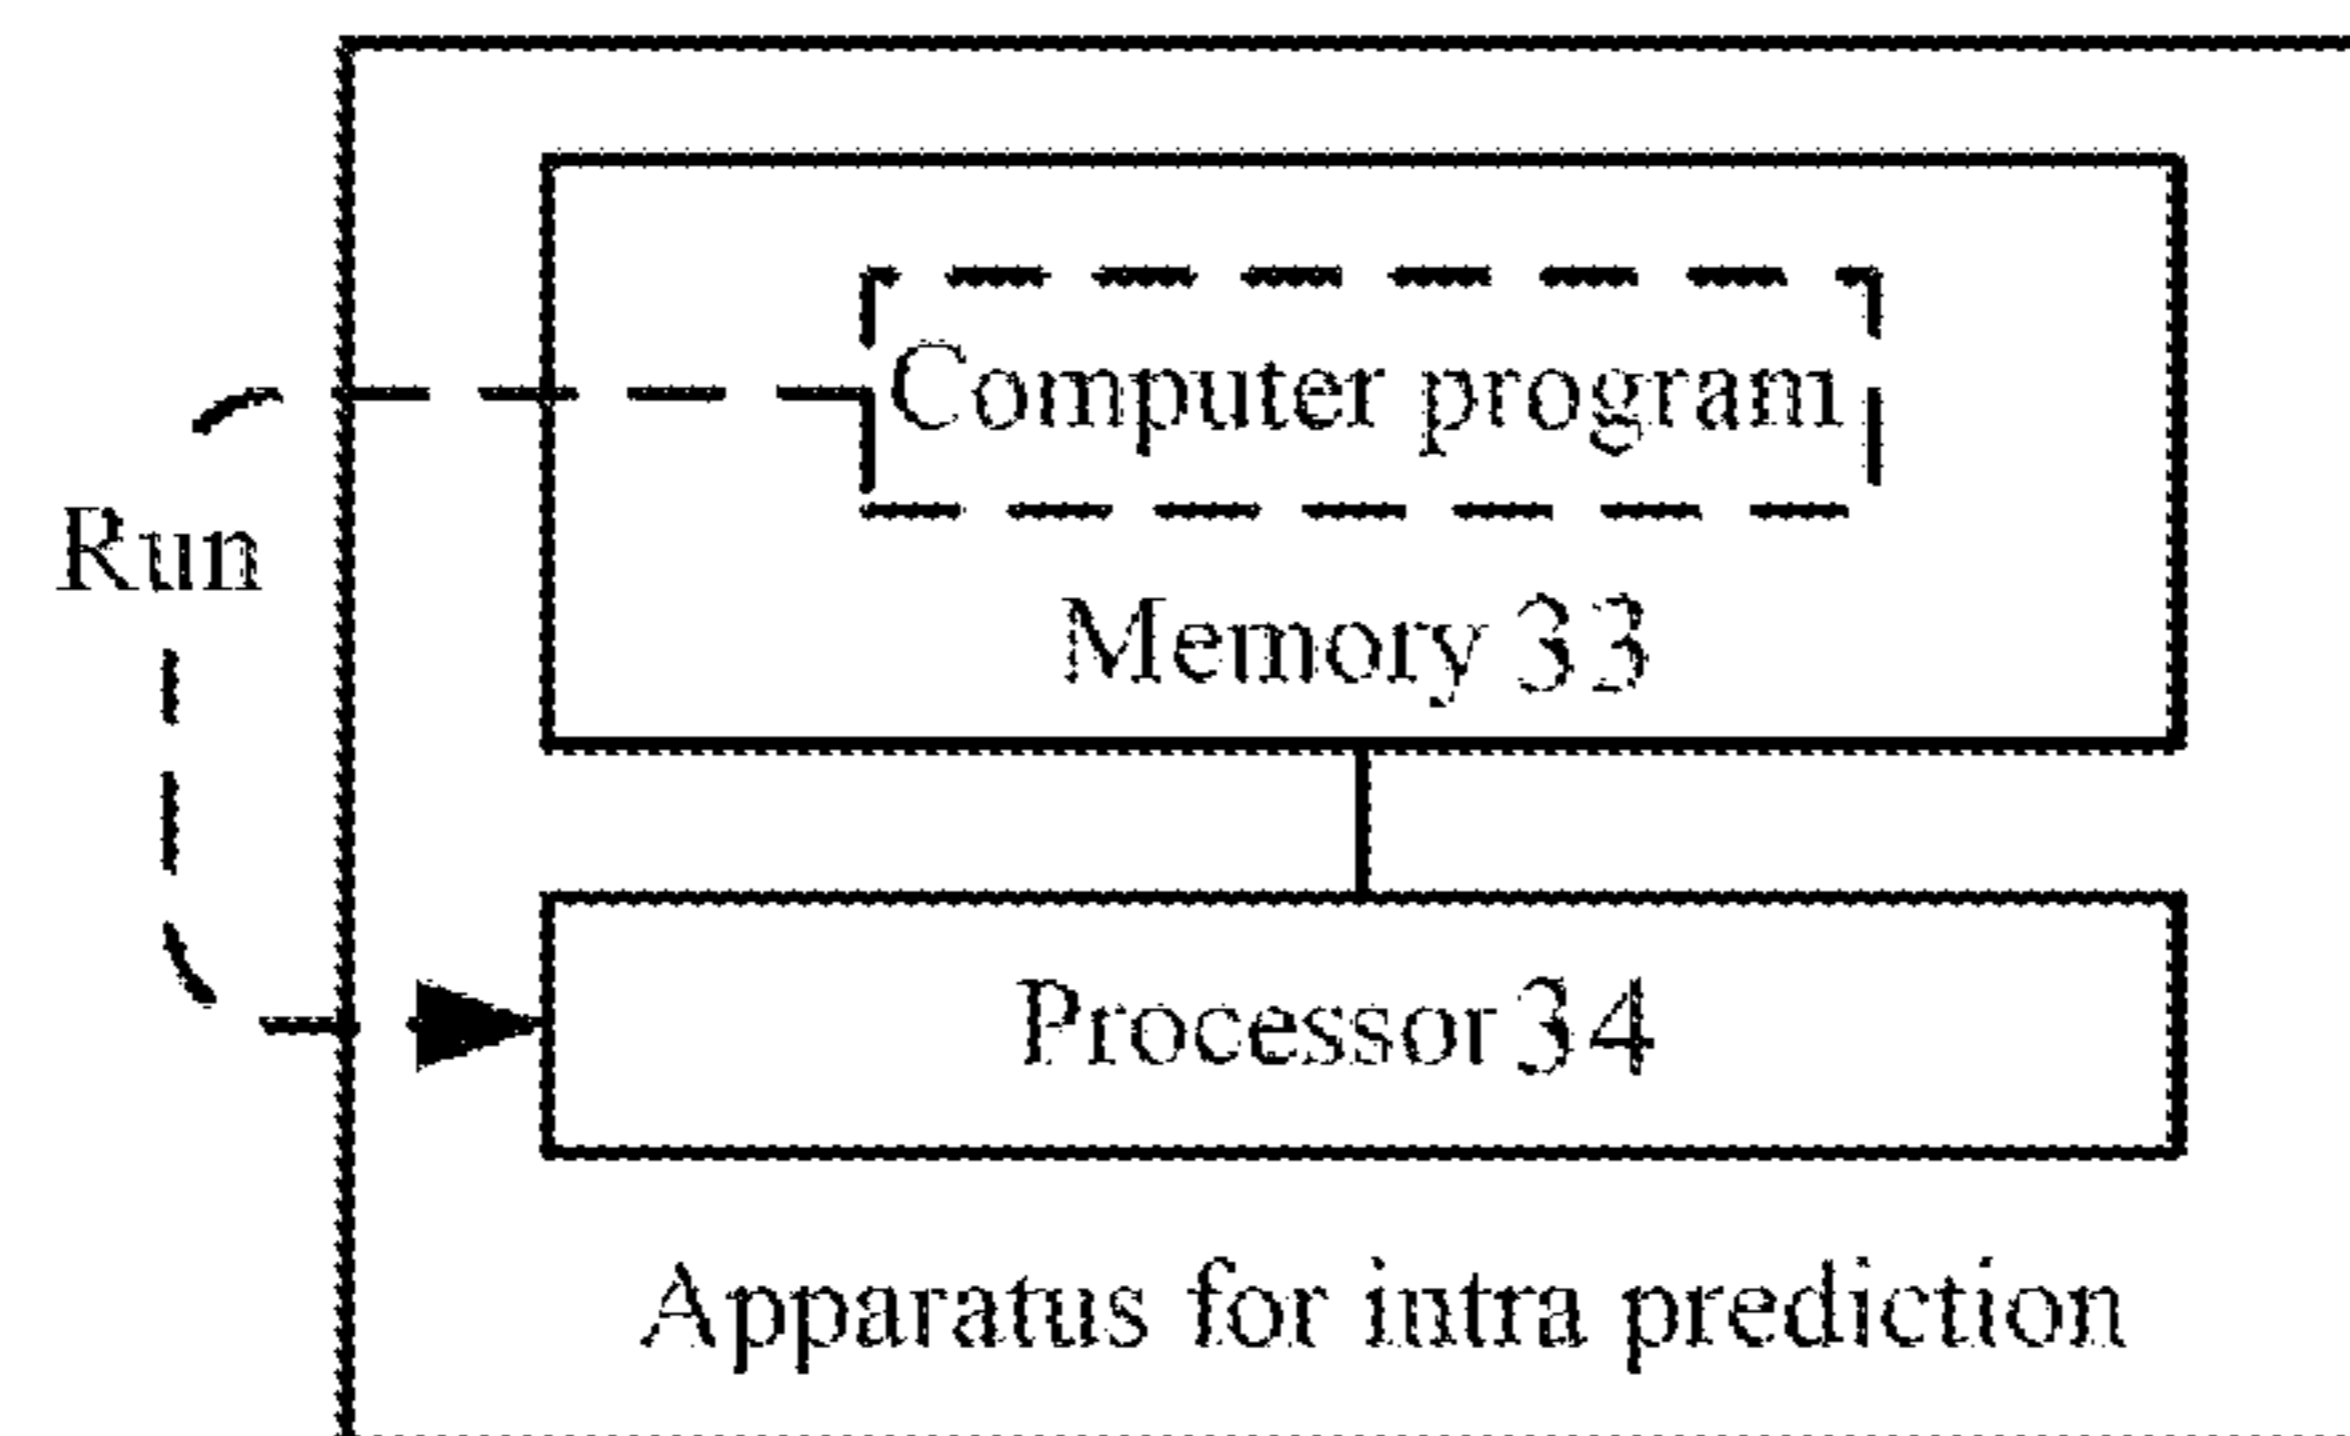 Computer program
Run
Memory 33
Processor 34
Apparatus for intra prediction